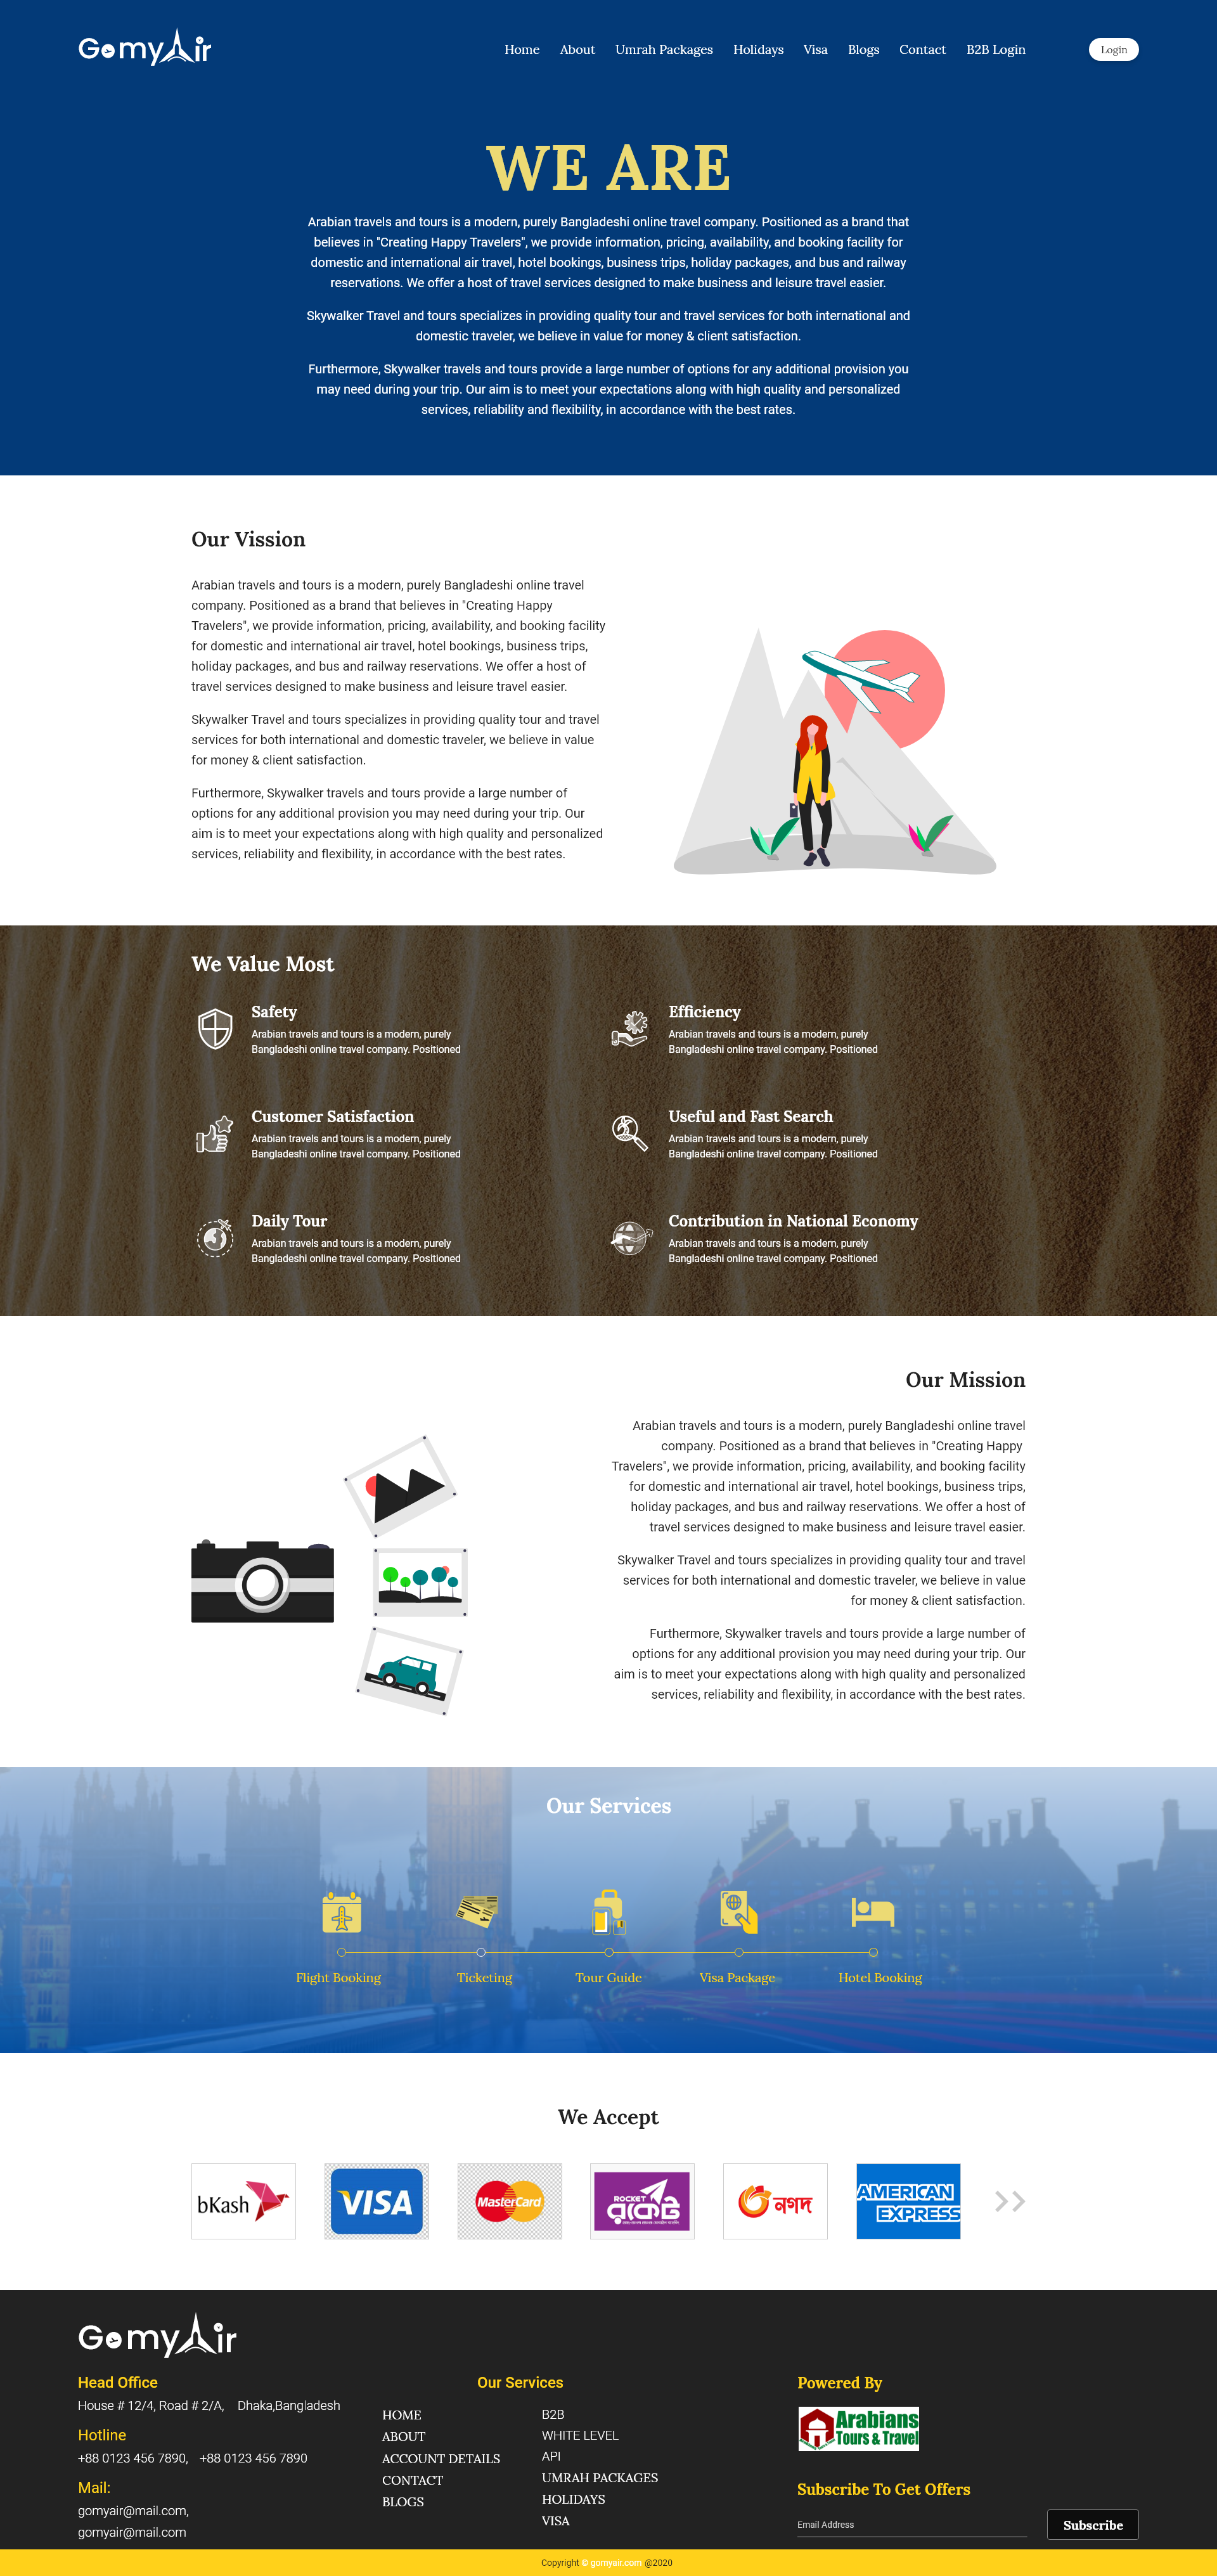 GomyAir
Home About Umrah Packages Holidays Visa Blogs Contact B2B Login
Login
WE ARE
Arabian travels and tours is a modern, purely Bangladeshi online travel company. Positioned as a brand that
believes in "Creating Happy Travelers", we provide information, pricing, availability, and booking facility for
domestic and international air travel, hotel bookings, business trips, holiday packages, and bus and railway
reservations. We offer a host of travel services designed to make business and leisure travel easier.
Skywalker Travel and tours specializes in providing quality tour and travel services for both international and
domestic traveler, we believe in value for money & client satisfaction.
Furthermore, Skywalker travels and tours provide a large number of options for any additional provision you
may need during your trip. Our aim is to meet your expectations along with high quality and personalized
services, reliability and flexibility, in accordance with the best rates.
Our Vission
Arabian travels and tours is a modern, purely Bangladeshi online travel
company. Positioned as a brand that believes in "Creating Happy
Travelers", we provide information, pricing, availability, and booking facility
for domestic and international air travel, hotel bookings, business trips,
holiday packages, and bus and railway reservations. We offer a host of
travel services designed to make business and leisure travel easier.
Skywalker Travel and tours specializes in providing quality tour and travel
services for both international and domestic traveler, we believe in value
for money & client satisfaction.
Furthermore, Skywalker travels and tours provide a large number of
options for any additional provision you may need during your trip. Our
aim is to meet your expectations along with high quality and personalized
services, reliability and flexibility, in accordance with the best rates.
We Value Most
Safety
Arabian travels and tours is a modern, purely
Bangladeshi online travel company. Positioned
Efficiency
Arabian travels and tours is a modern, purely
Bangladeshi online travel company. Positioned
Customer Satisfaction
Arabian travels and tours is a modern, purely
Bangladeshi online travel company. Positioned
Useful and Fast Search
Arabian travels and tours is a modern, purely
Bangladeshi online travel company. Positioned
Daily Tour
Arabian travels and tours is a modern, purely
Bangladeshi online travel company. Positioned
Contribution in National Economy
Arabian travels and tours is a modern, purely
Bangladeshi online travel company. Positioned
Our Mission
Arabian travels and tours is a modern, purely Bangladeshi online travel
company. Positioned as a brand that believes in "Creating Happy
Travelers", we provide information, pricing, availability, and booking facility
for domestic and international air travel, hotel bookings, business trips,
holiday packages, and bus and railway reservations. We offer a host of
travel services designed to make business and leisure travel easier.
Skywalker Travel and tours specializes in providing quality tour and travel
services for both international and domestic traveler, we believe in value
for money & client satisfaction.
Furthermore, Skywalker travels and tours provide a large number of
options for any additional provision you may need during your trip. Our
aim is to meet your expectations along with high quality and personalized
services, reliability and flexibility, in accordance with the best rates.
Our Services
Flight Booking Ticketing Tour Guide Visa Package Hotel Booking
We Accept
bKash
VISA
MasterCard
ROCKET
রকেট
নগদ
AMERICAN
EXPRESS
GomyAir
Head Office
House # 12/4, Road # 2/A, Dhaka,Bangladesh
Hotline
+88 0123 456 7890, +88 0123 456 7890
Mail:
gomyair@mail.com,
gomyair@mail.com
Our Services
HOME
ABOUT
ACCOUNT DETAILS
CONTACT
BLOGS
B2B
WHITE LEVEL
API
UMRAH PACKAGES
HOLIDAYS
VISA
Powered By
Arabians
Tours & Travel
Subscribe To Get Offers
Email Address
Subscribe
Copyright © gomyair.com @2020